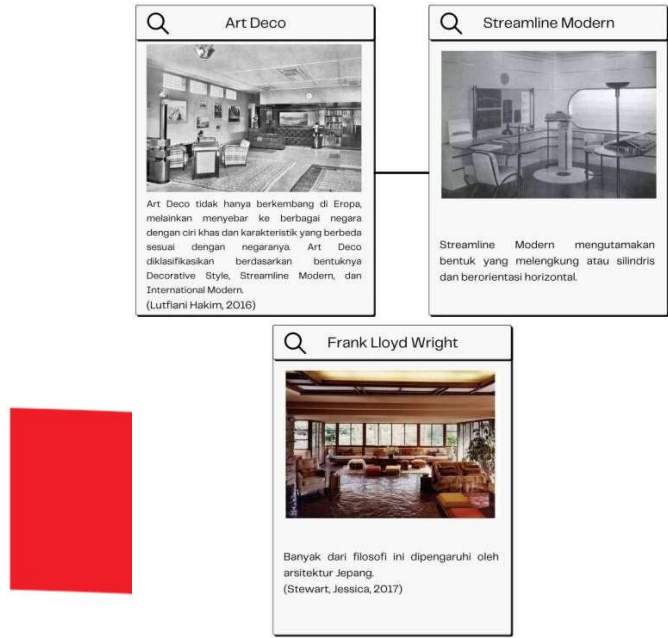 Art Deco
Art Deco tidak hanya berkembang di Eropa,
melainkan menyebar ke berbagai negara
dengan ciri khas dan karakteristik yang berbeda
sesuai dengan negaranya. Art Deco
diklasifikasikan berdasarkan bentuknya
Decorative Style, Streamline Modern, dan
International Modern.
(Lutfiani Hakim, 2016)
Streamline Modern
Streamline Modern mengutamakan
bentuk yang melengkung atau silindris
dan berorientasi horizontal.
Frank Lloyd Wright
Banyak dari filosofi ini dipengaruhi oleh
arsitektur Jepang.
(Stewart, Jessica, 2017)